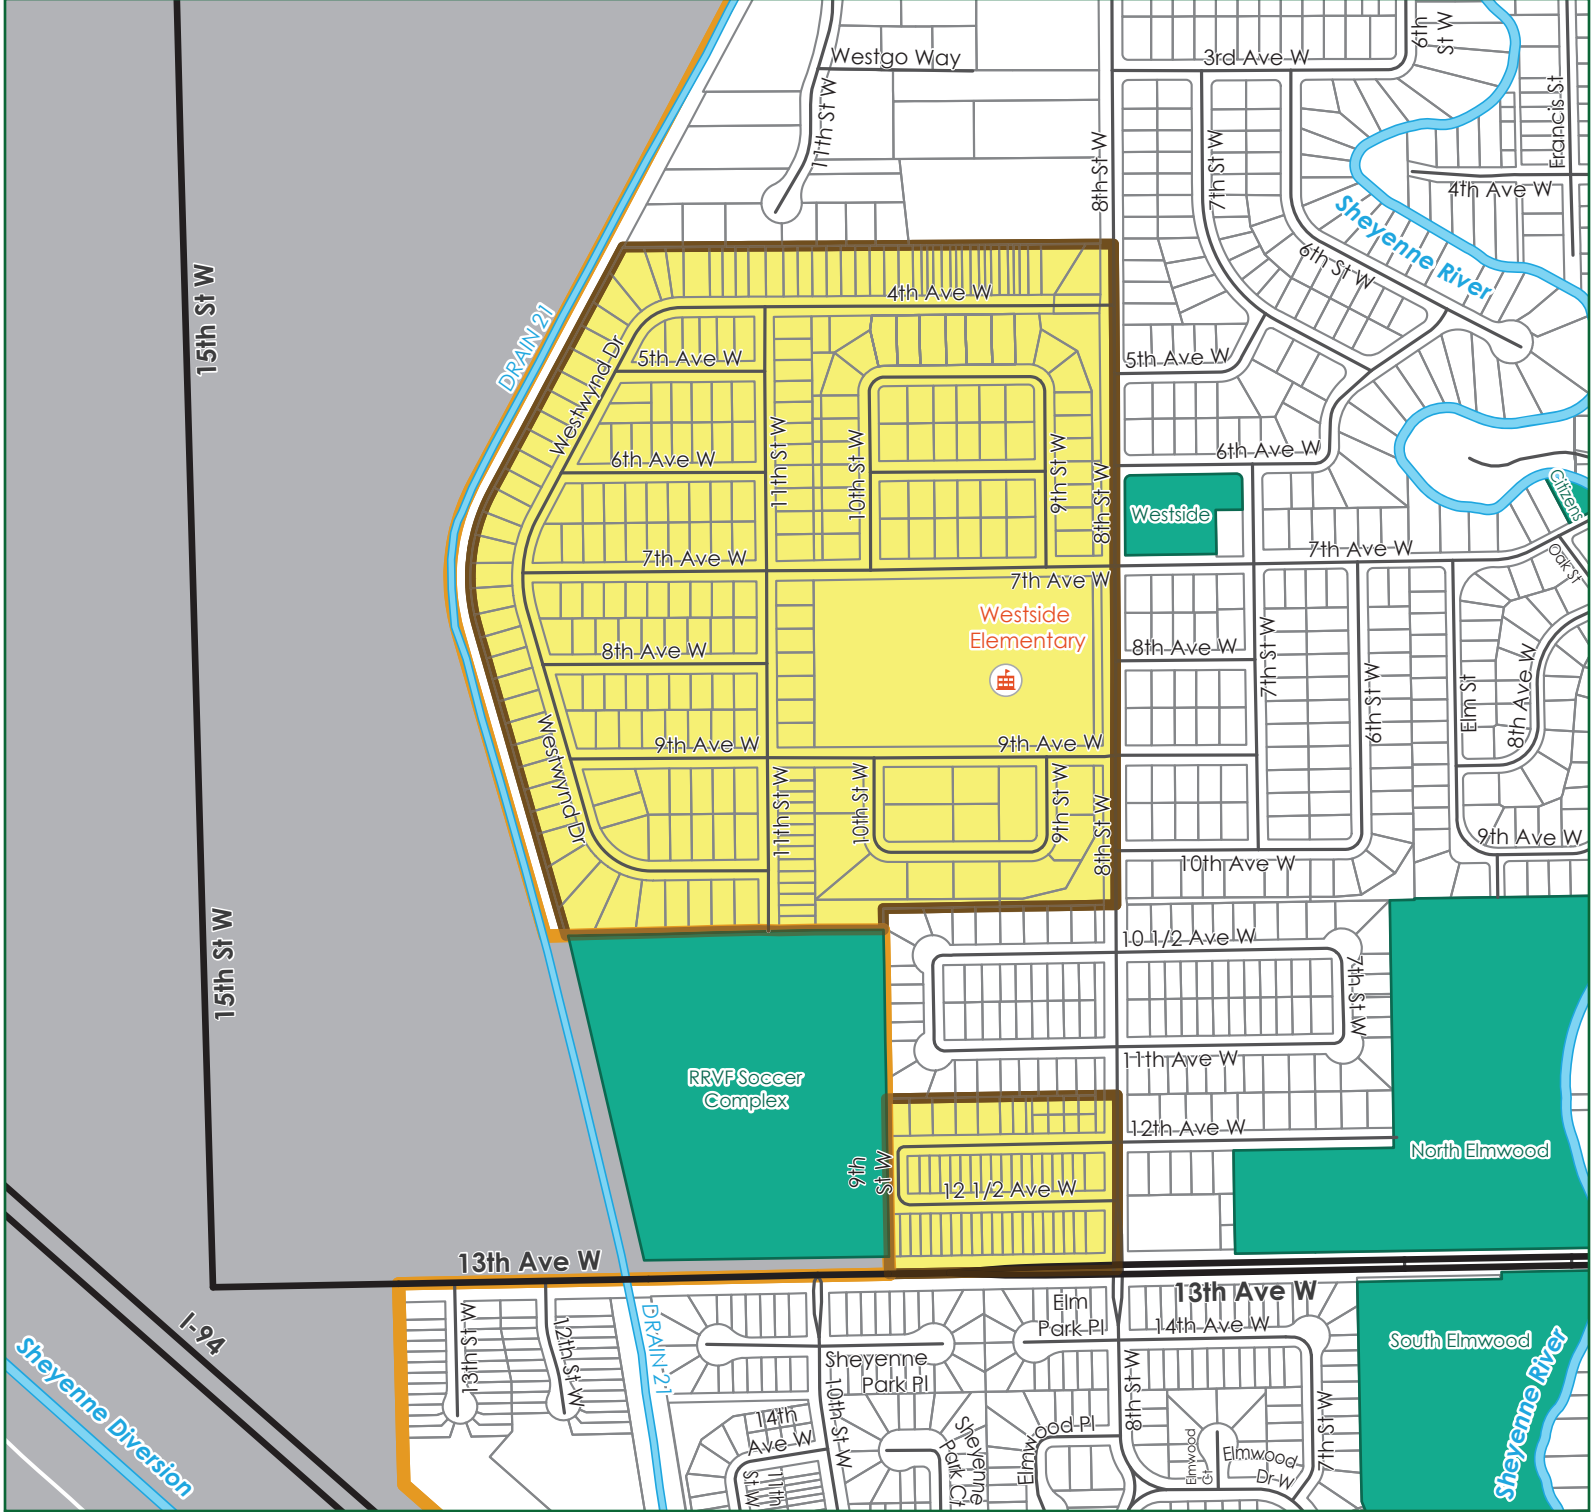 Westgo Way
11th St W
8th St W
3rd Ave W
6th
St W
7th St W
Francis St
4th Ave W
Sheyenne River
6th St W
15th St W
DRAIN 21
4th Ave W
Westwynd Dr
5th Ave W
5th Ave W
6th Ave W
11th St W
10th St W
9th St W
8th St W
6th Ave W
Westside
Citizens
7th Ave W
7th Ave W
7th Ave W
Oak St
Westside
Elementary
8th Ave W
8th Ave W
7th St W
6th St W
Elm St
8th Ave W
Westwynd Dr
9th Ave W
9th Ave W
11th St W
10th St W
9th St W
8th St W
9th Ave W
10th Ave W
15th St W
10 1/2 Ave W
7th St W
11th Ave W
RRVF Soccer
Complex
12th Ave W
North Elmwood
9th
St W
12 1/2 Ave W
13th Ave W
13th Ave W
I-94
Sheyenne Diversion
13th St W
12th St W
DRAIN 21
Elm
Park Pl
14th Ave W
South Elmwood
Sheyenne
Park Pl
10th St W
8th St W
7th St W
Sheyenne River
14th
Ave W
11th
St W
Sheyenne
Park Ct
Elmwood Pl
Elmwood
Ct
Elmwood
Dr W